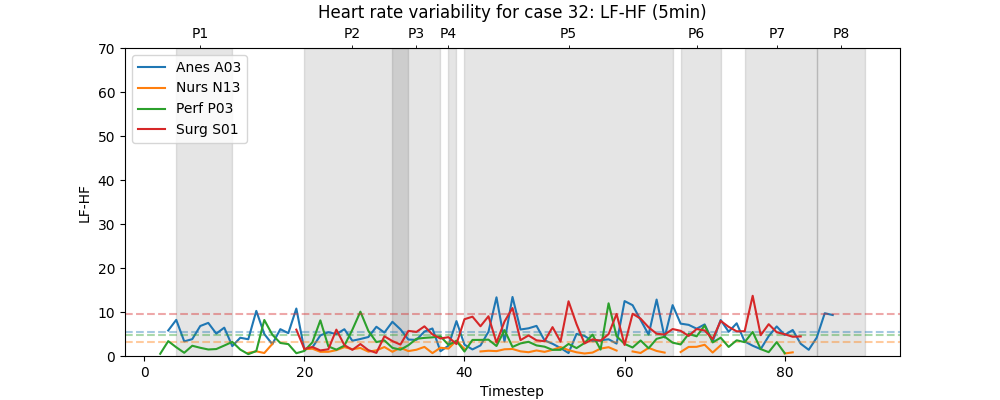 Heart rate variability for case 32: LF-HF (5min)
P1 P2 P3 P4 P5 P6 P7 P8
70
60
50
40
30
20
10
0
LF-HF
Anes A03
Nurs N13
Perf P03
Surg S01
0 20 40 60 80
Timestep